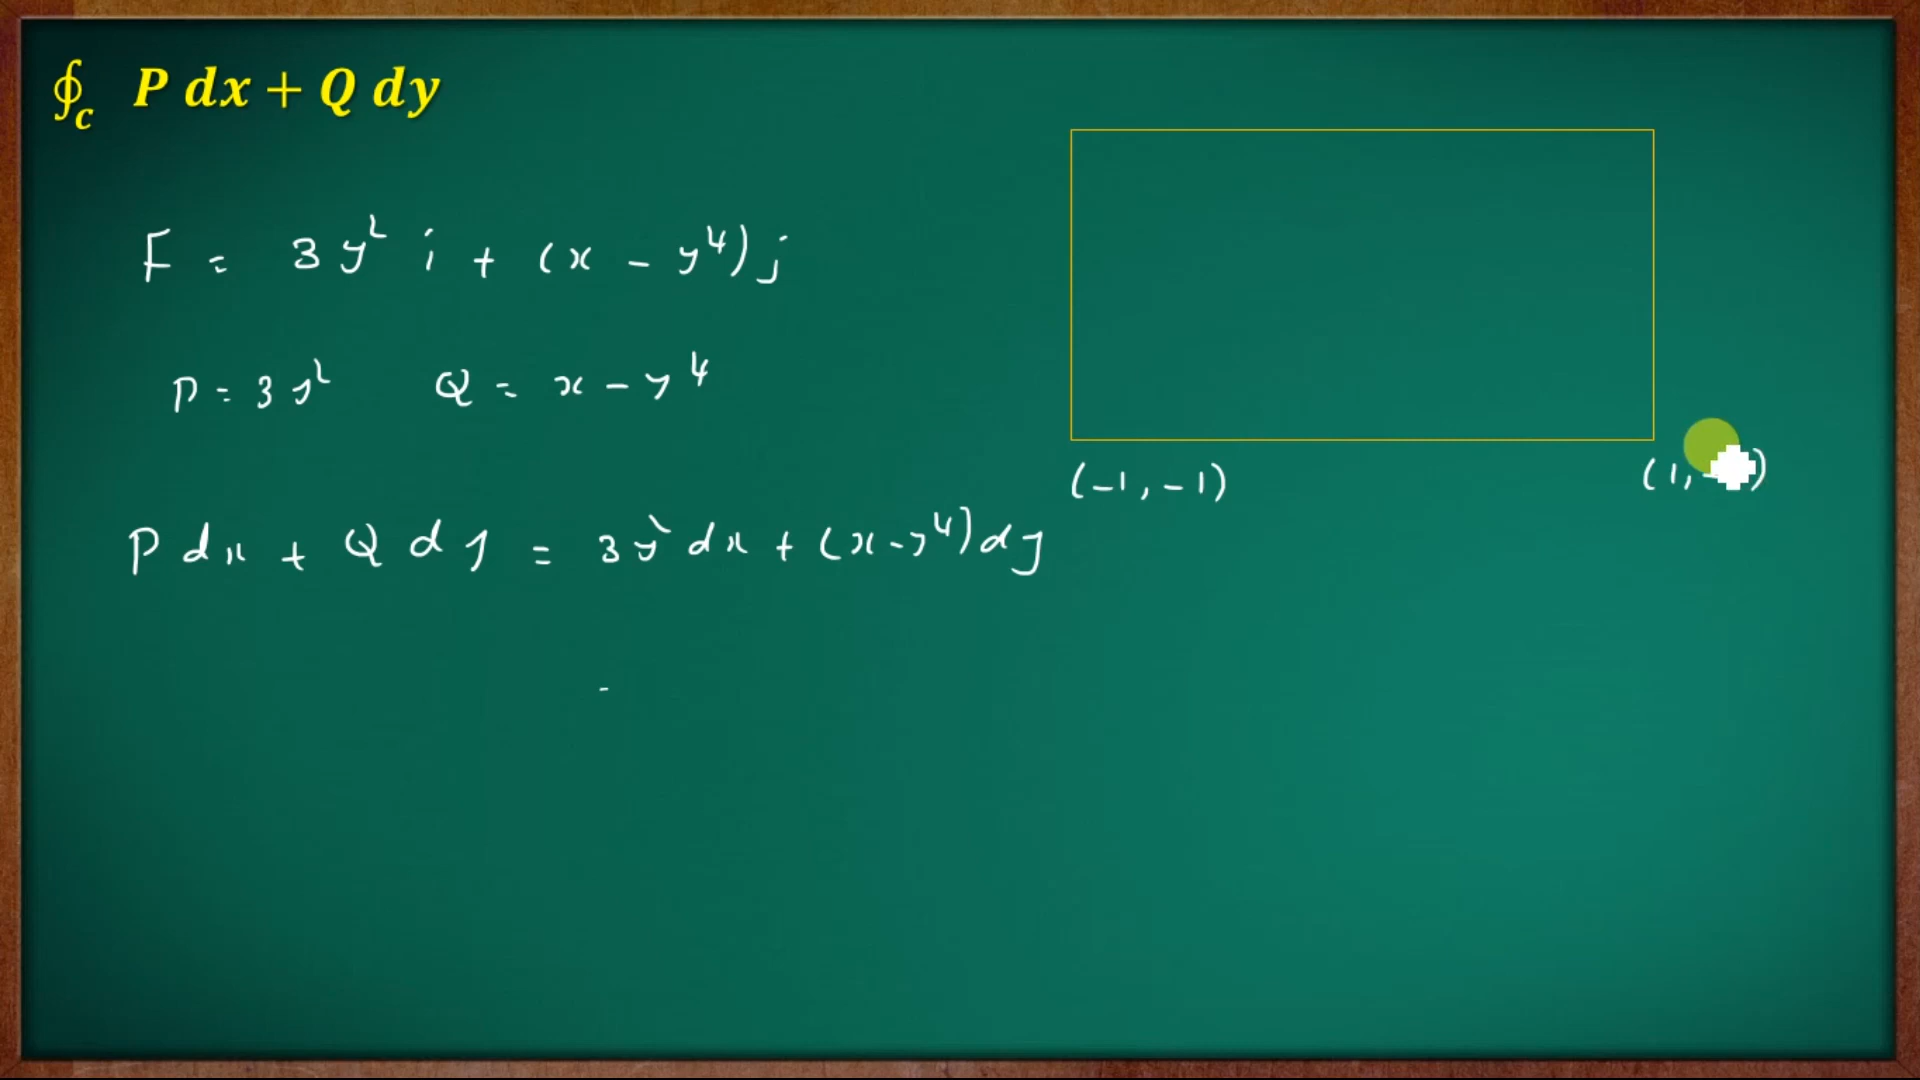 ∮c P dx + Q dy
F = 3y² i + (x - y⁴) j
P = 3y² Q = x - y⁴
(-1, -1) (1, )
P dx + Q dy = 3y² dx + (x - y⁴) dy